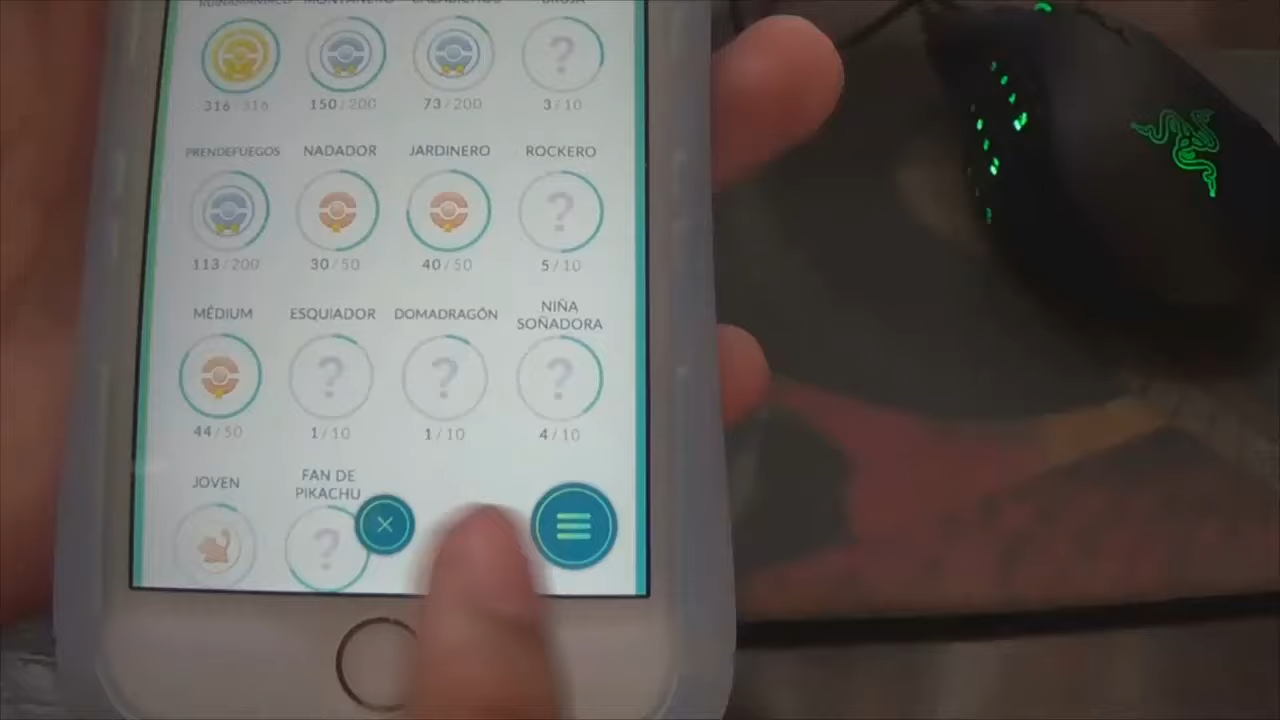 316/316 150/200 73/200 3/10
PRENDEFUEGOS NADADOR JARDINERO ROCKERO
?
113/200 30/50 40/50 5/10
MÉDIUM ESQUIADOR DOMADRAGÓN NIÑA
SOÑADORA
? ? ?
44/50 1/10 1/10 4/10
JOVEN FAN DE
PIKACHU
?